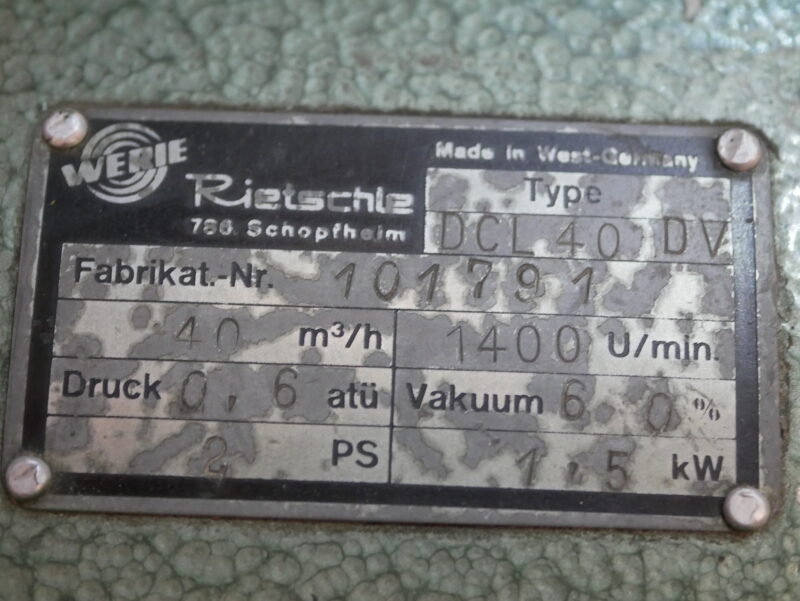 WERIE
Rietschle
786. Schopfheim
Made in West-Germany
Type
DCL 40 DV
Fabrikat.-Nr. 101791
40 m³/h
1400 U/min.
Druck 0,6 atü
Vakuum 60 %
2 PS
1,5 kW